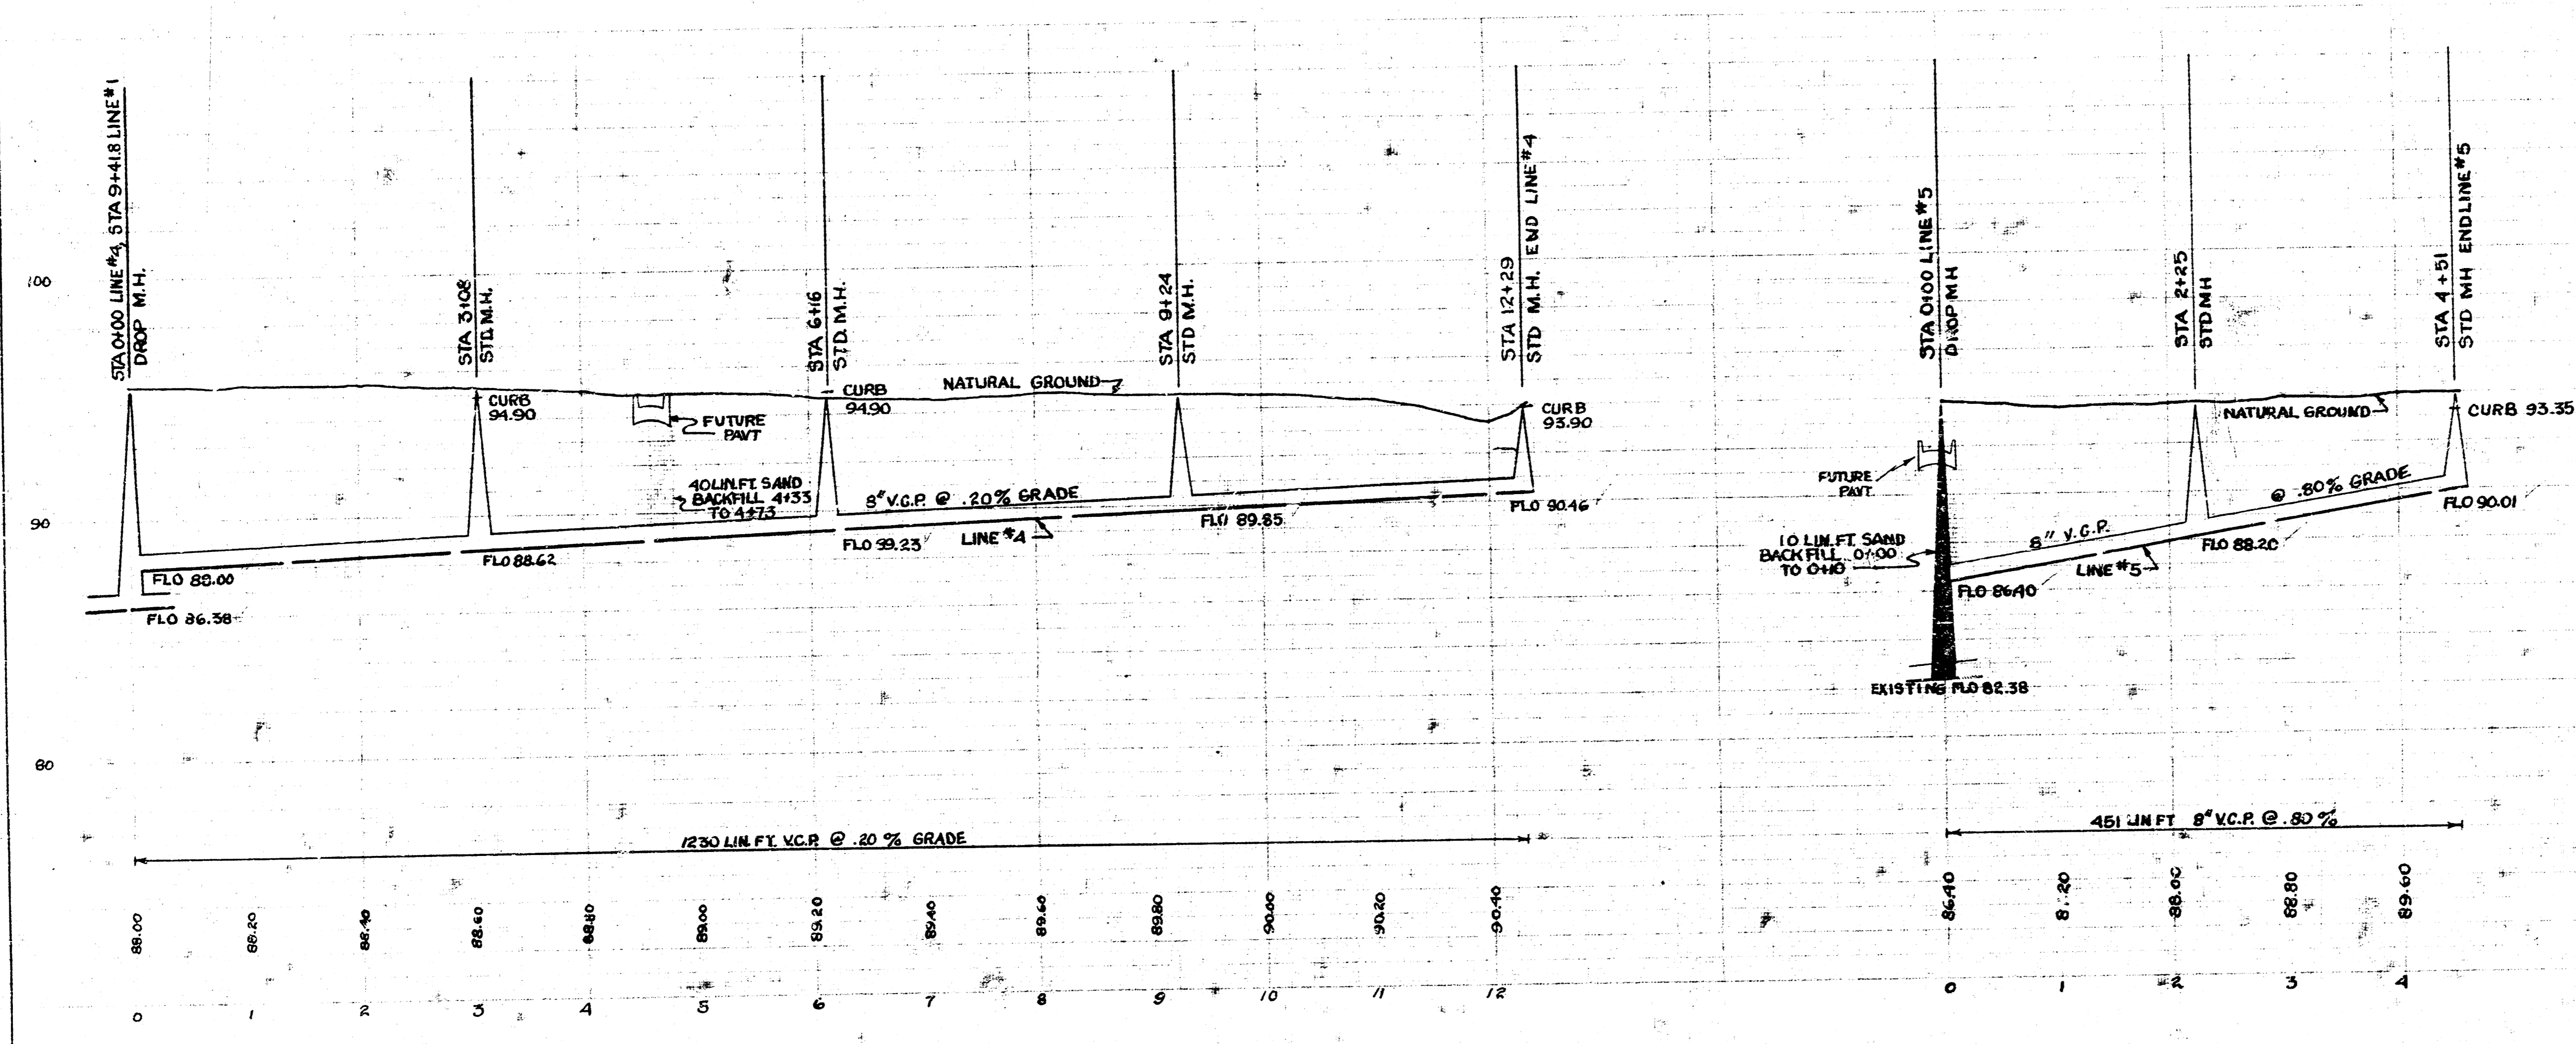 STA 0+00 LINE #4, STA 9+41.8 LINE #1
DROP M.H.
STA 3+08
STD. M.H.
STA 6+16
STD. M.H.
STA 9+24
STD M.H.
STA 12+29
STD M.H. EWD LINE #4
STA 0+00 LINE #5
DROP MH
STA 2+25
STD MH
STA 4+51
STD MH END LINE #5
100
90
80
CURB
94.90
FUTURE
PAVT
CURB
94.90
NATURAL GROUND
CURB
93.90
40 LIN. FT. SAND
BACKFILL 4+33
TO 4+73
8" V.C.P. @ .20% GRADE
LINE #4
FLO 88.00
FLO 86.38
FLO 88.62
FLO 89.23
FLO 89.85
FLO 90.46
NATURAL GROUND
CURB 93.35
FUTURE
PAVT.
10 LIN. FT. SAND
BACKFILL 0+00
TO 0+10
8" V.C.P.
@ .80% GRADE
LINE #5
FLO 86.40
FLO 88.20
FLO 90.01
EXISTING FLO 82.38
1230 LIN. FT. V.C.P. @ .20 % GRADE
451 LIN FT 8" V.C.P. @ .80 %
88.00 88.20 88.40 88.60 88.80 89.00 89.20 89.40 89.60 89.80 90.00 90.20 90.40
86.40 88.00 88.80 89.60
0 1 2 3 4 5 6 7 8 9 10 11 12
0 1 2 3 4